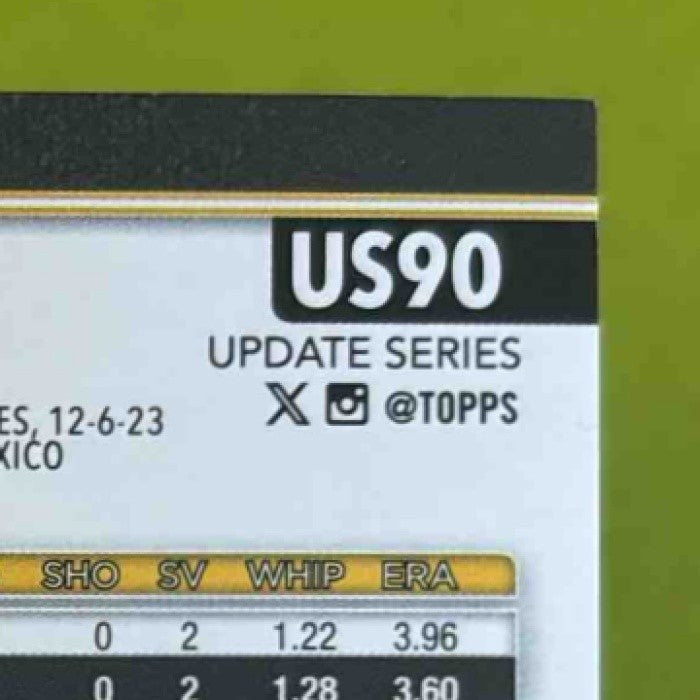 US90
UPDATE SERIES
X @TOPPS
ES, 12-6-23
XICO
SHO SV WHIP ERA
0 2 1.22 3.96
0 2 1.28 3.60